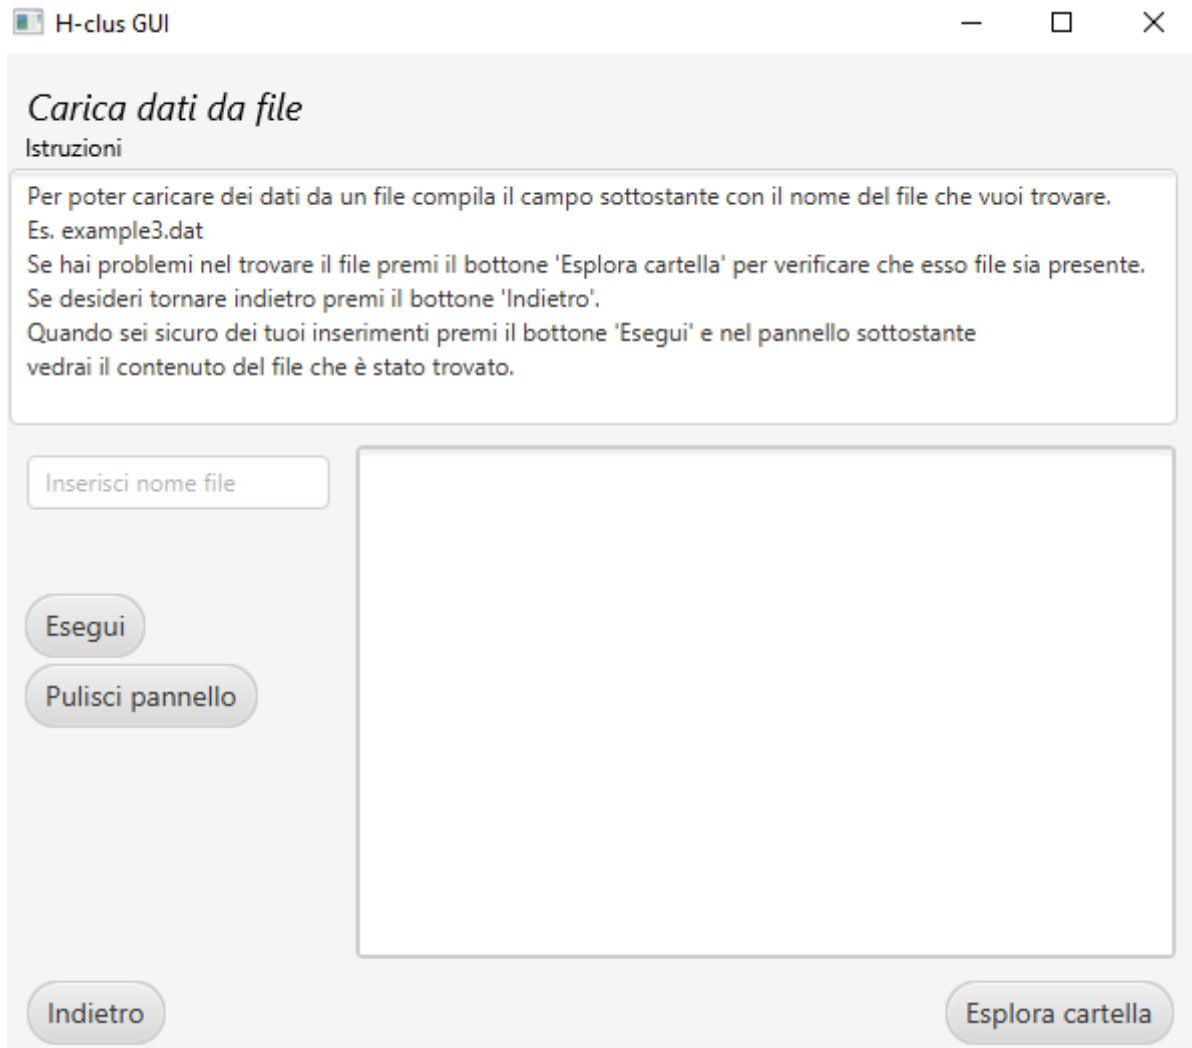 H-clus GUI
Carica dati da file
Istruzioni
Per poter caricare dei dati da un file compila il campo sottostante con il nome del file che vuoi trovare.
Es. example3.dat
Se hai problemi nel trovare il file premi il bottone 'Esplora cartella' per verificare che esso file sia presente.
Se desideri tornare indietro premi il bottone 'Indietro'.
Quando sei sicuro dei tuoi inserimenti premi il bottone 'Esegui' e nel pannello sottostante
vedrai il contenuto del file che è stato trovato.
Inserisci nome file
Esegui
Pulisci pannello
Indietro
Esplora cartella